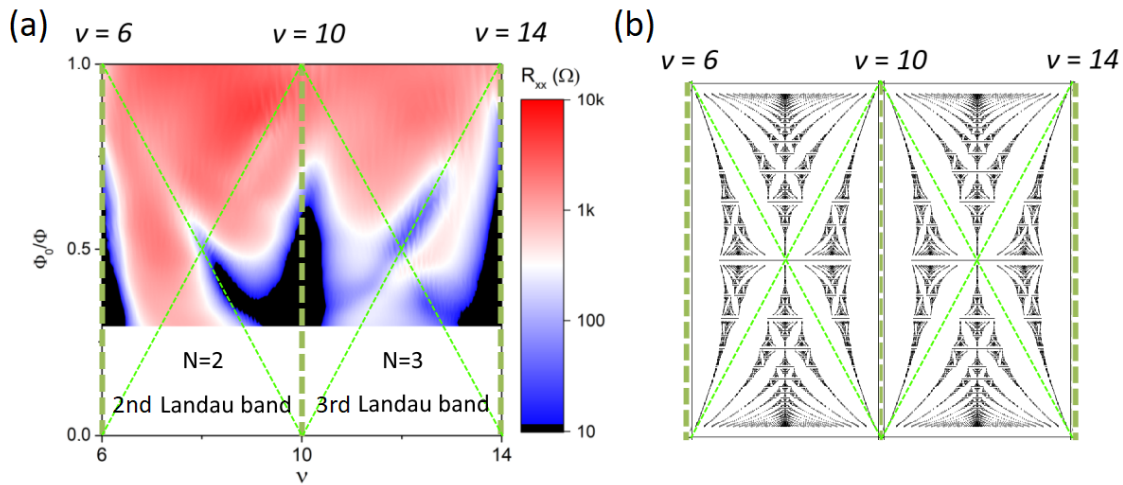 (a)
ν = 6
ν = 10
ν = 14
1.0
0.5
0.0
Φ₀/Φ
6
10
14
ν
N=2
N=3
2nd Landau band
3rd Landau band
Rxx (Ω)
10k
1k
100
10
(b)
ν = 6
ν = 10
ν = 14